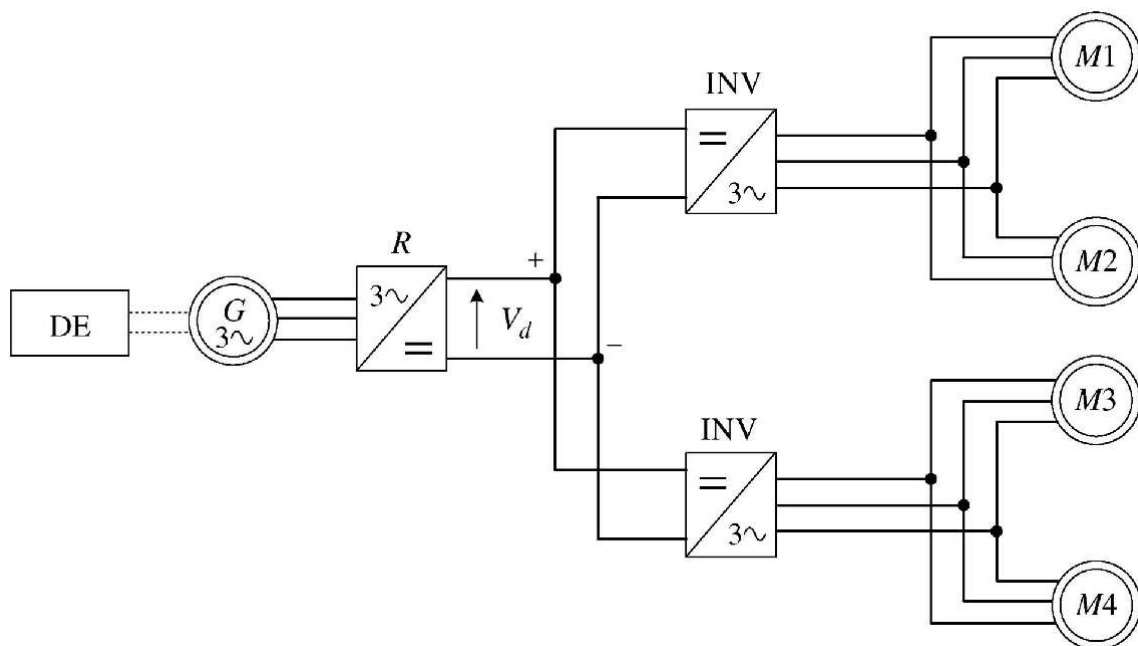 M1
INV
=
3~
M2
R
+
DE
G
3~
3~
=
V_d
−
M3
INV
=
3~
M4